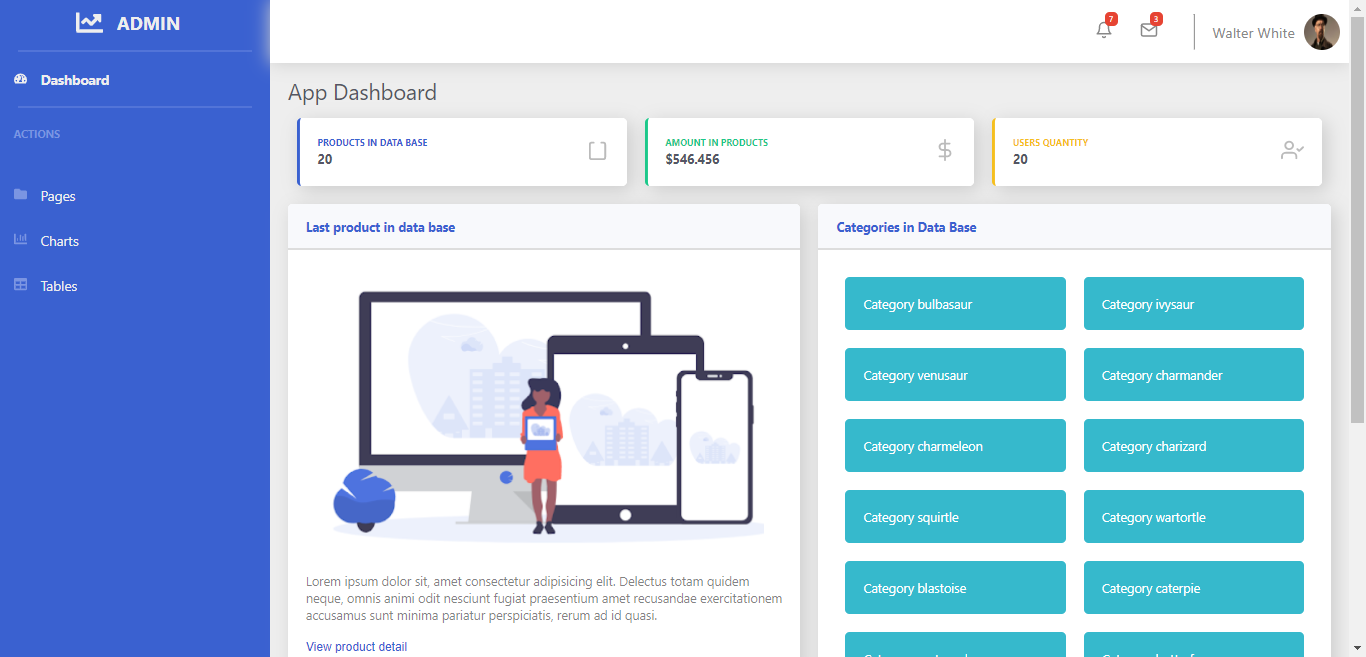 ADMIN
7
3
Walter White
Dashboard
App Dashboard
ACTIONS
PRODUCTS IN DATA BASE
20
AMOUNT IN PRODUCTS
$546.456
USERS QUANTITY
20
Pages
Charts
Tables
Last product in data base
Categories in Data Base
Category bulbasaur
Category ivysaur
Category venusaur
Category charmander
Category charmeleon
Category charizard
Category squirtle
Category wartortle
Category blastoise
Category caterpie
Lorem ipsum dolor sit, amet consectetur adipisicing elit. Delectus totam quidem
neque, omnis animi odit nesciunt fugiat praesentium amet recusandae exercitationem
accusamus sunt minima pariatur perspiciatis, rerum ad id quasi.
View product detail